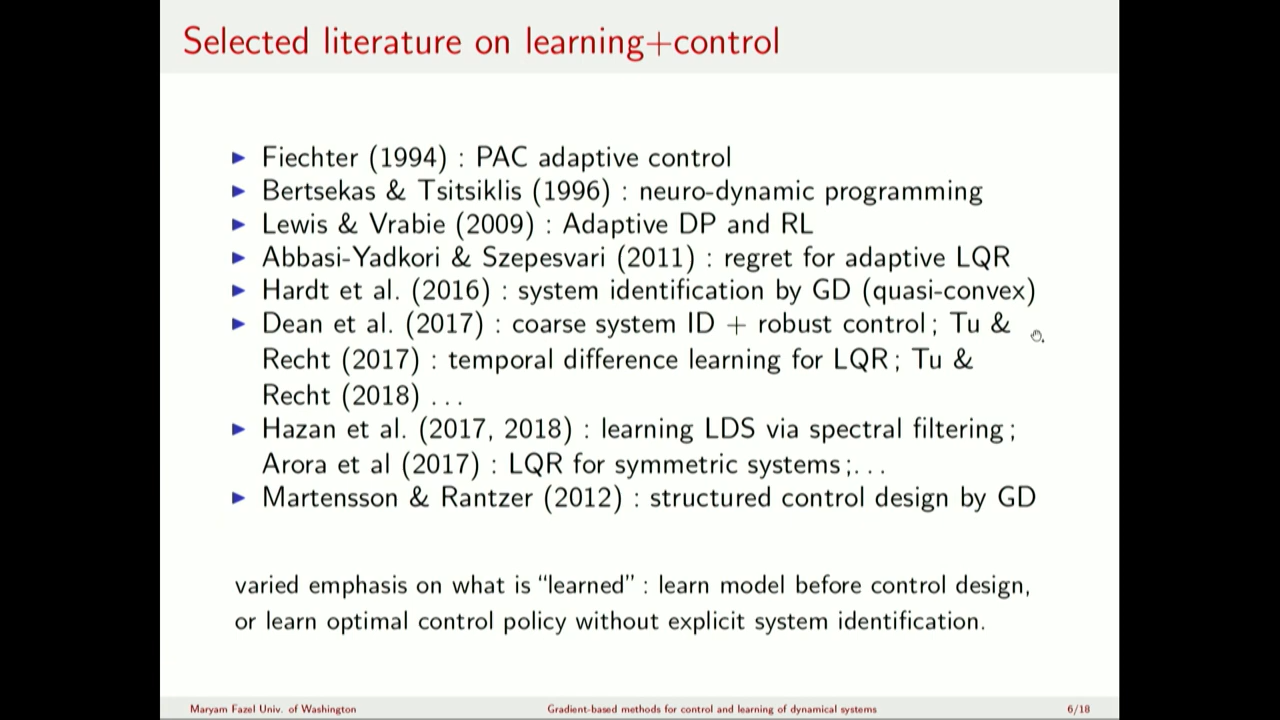 Selected literature on learning+control
▶ Fiechter (1994) : PAC adaptive control
▶ Bertsekas & Tsitsiklis (1996) : neuro-dynamic programming
▶ Lewis & Vrabie (2009) : Adaptive DP and RL
▶ Abbasi-Yadkori & Szepesvari (2011) : regret for adaptive LQR
▶ Hardt et al. (2016) : system identification by GD (quasi-convex)
▶ Dean et al. (2017) : coarse system ID + robust control; Tu &
Recht (2017) : temporal difference learning for LQR; Tu &
Recht (2018) ...
▶ Hazan et al. (2017, 2018) : learning LDS via spectral filtering;
Arora et al (2017) : LQR for symmetric systems;...
▶ Martensson & Rantzer (2012) : structured control design by GD
varied emphasis on what is “learned” : learn model before control design,
or learn optimal control policy without explicit system identification.
Maryam Fazel Univ. of Washington Gradient-based methods for control and learning of dynamical systems 6/18